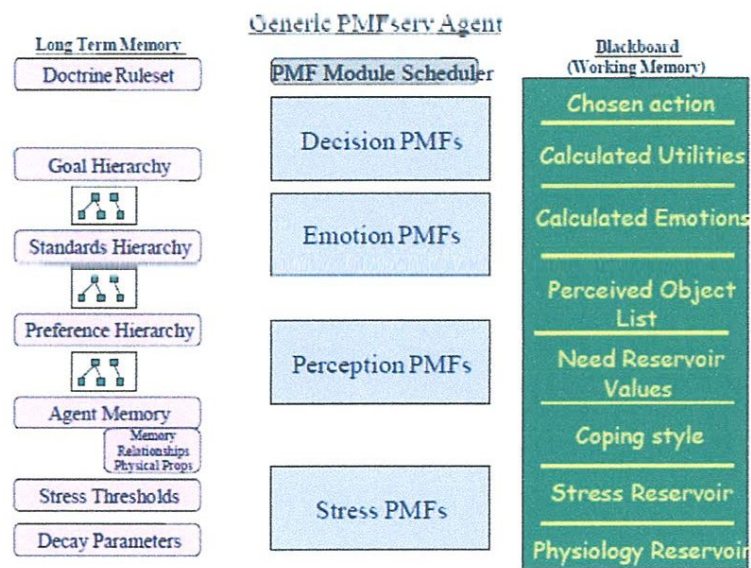 Generic PMFserv Agent
Long Term Memory
Doctrine Ruleset
Goal Hierarchy
Standards Hierarchy
Preference Hierarchy
Agent Memory
Memory
Relationships
Physical Props
Stress Thresholds
Decay Parameters
PMF Module Scheduler
Decision PMFs
Emotion PMFs
Perception PMFs
Stress PMFs
Blackboard
(Working Memory)
Chosen action
Calculated Utilities
Calculated Emotions
Perceived Object
List
Need Reservoir
Values
Coping style
Stress Reservoir
Physiology Reservoir